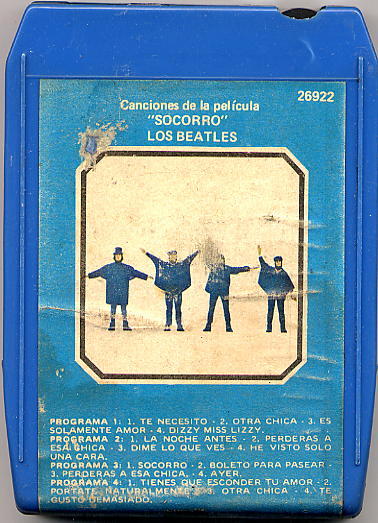 26922
Canciones de la película
"SOCORRO"
LOS BEATLES
PROGRAMA 1: 1. TE NECESITO - 2. OTRA CHICA - 3. ES
SOLAMENTE AMOR - 4. DIZZY MISS LIZZY.
PROGRAMA 2: 1. LA NOCHE ANTES - 2. PERDERAS A
ESA CHICA - 3. DIME LO QUE VES - 4. HE VISTO SOLO
UNA CARA.
PROGRAMA 3: 1. SOCORRO - 2. BOLETO PARA PASEAR
- 3. PERDERAS A ESA CHICA. - 4. AYER.
PROGRAMA 4: 1. TIENES QUE ESCONDER TU AMOR - 2.
PORTATE NATURALMENTE - 3. OTRA CHICA - 4. TE
GUSTO DEMASIADO.